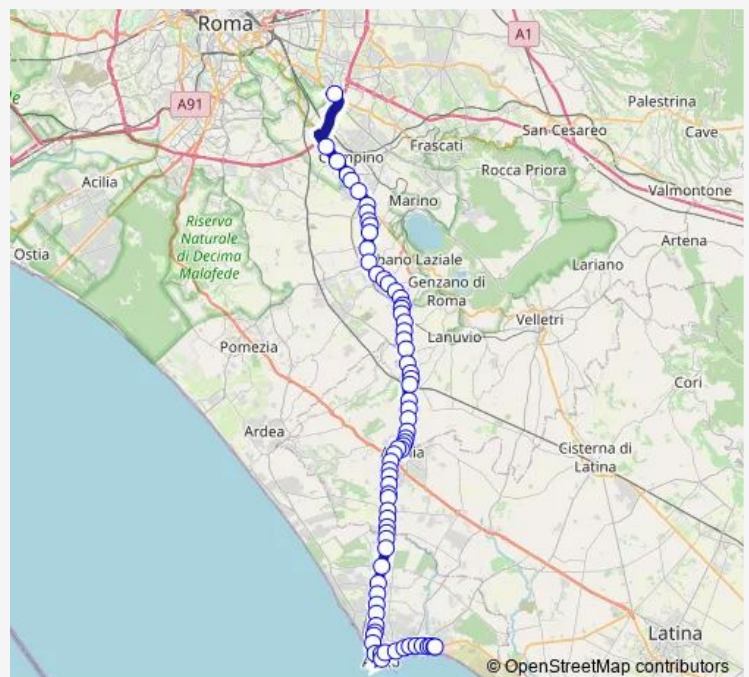 Roma
A1
A91
Palestrina
San Cesareo
Cave
Frascati
Rocca Priora
Acilia
Valmontone
Marino
Riserva
Naturale
di Decima
Malafede
Artena
Ostia
Lariano
Genzano di
Roma
Velletri
Lanuvio
Pomezia
Cori
Ardea
Cisterna di
Latina
Latina
© OpenStreetMap contributors